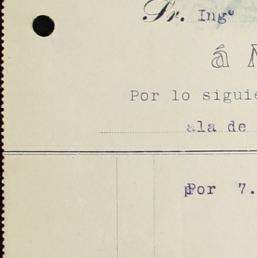 Sr. Ingº
á
Por lo siguie
ala de
Por 7.